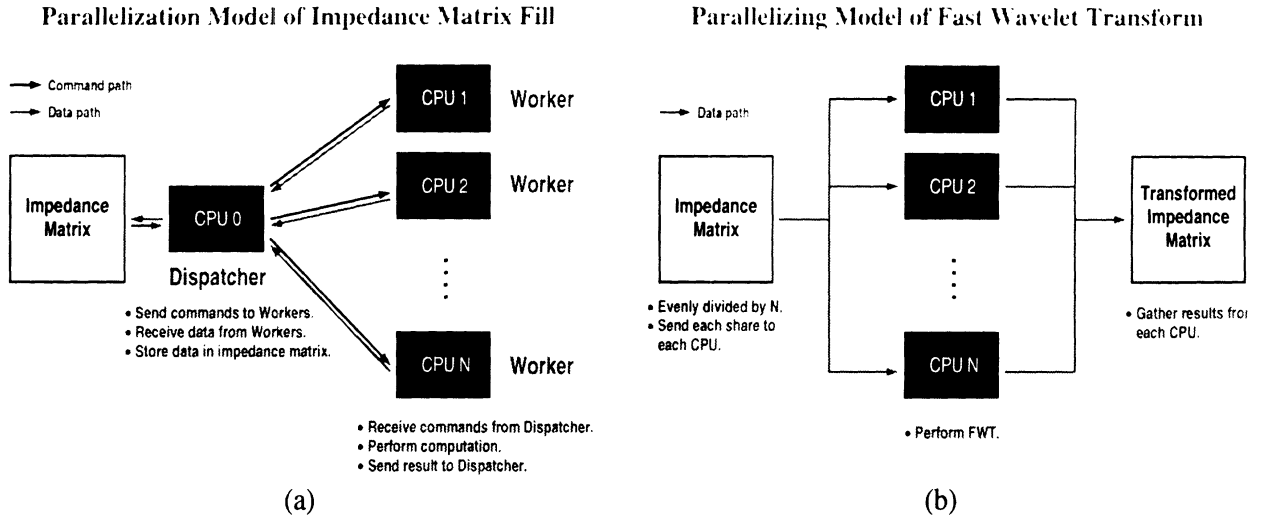 Parallelization Model of Impedance Matrix Fill
Command path
Data path
Impedance
Matrix
CPU 0
Dispatcher
• Send commands to Workers.
• Receive data from Workers.
• Store data in impedance matrix.
CPU 1
Worker
CPU 2
Worker
CPU N
Worker
• Receive commands from Dispatcher.
• Perform computation.
• Send result to Dispatcher.
(a)
Parallelizing Model of Fast Wavelet Transform
Data path
Impedance
Matrix
• Evenly divided by N.
• Send each share to
each CPU.
CPU 1
CPU 2
CPU N
• Perform FWT.
Transformed
Impedance
Matrix
• Gather results from
each CPU.
(b)